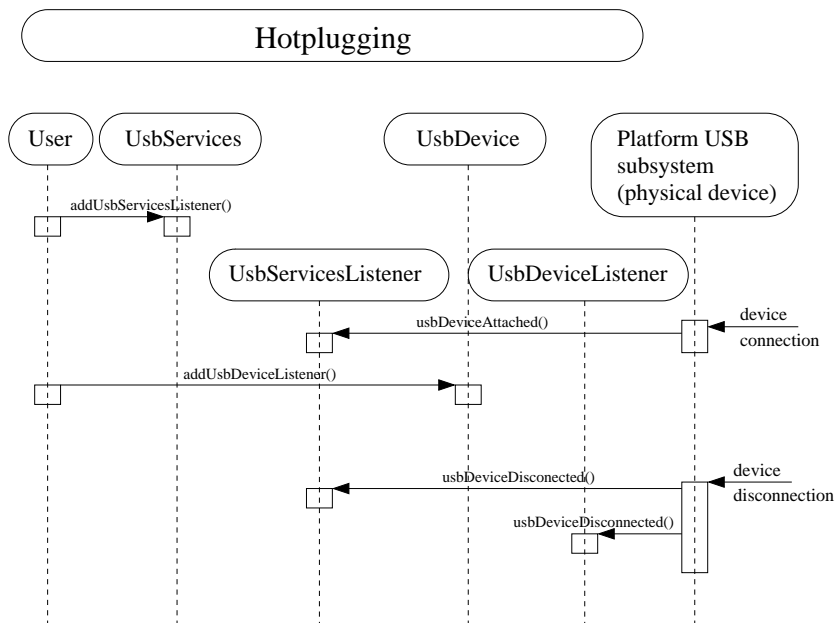 Hotplugging
User
UsbServices
UsbDevice
Platform USB
subsystem
(physical device)
addUsbServicesListener()
UsbServicesListener
UsbDeviceListener
usbDeviceAttached()
device
connection
addUsbDeviceListener()
usbDeviceDisconected()
device
disconnection
usbDeviceDisconnected()